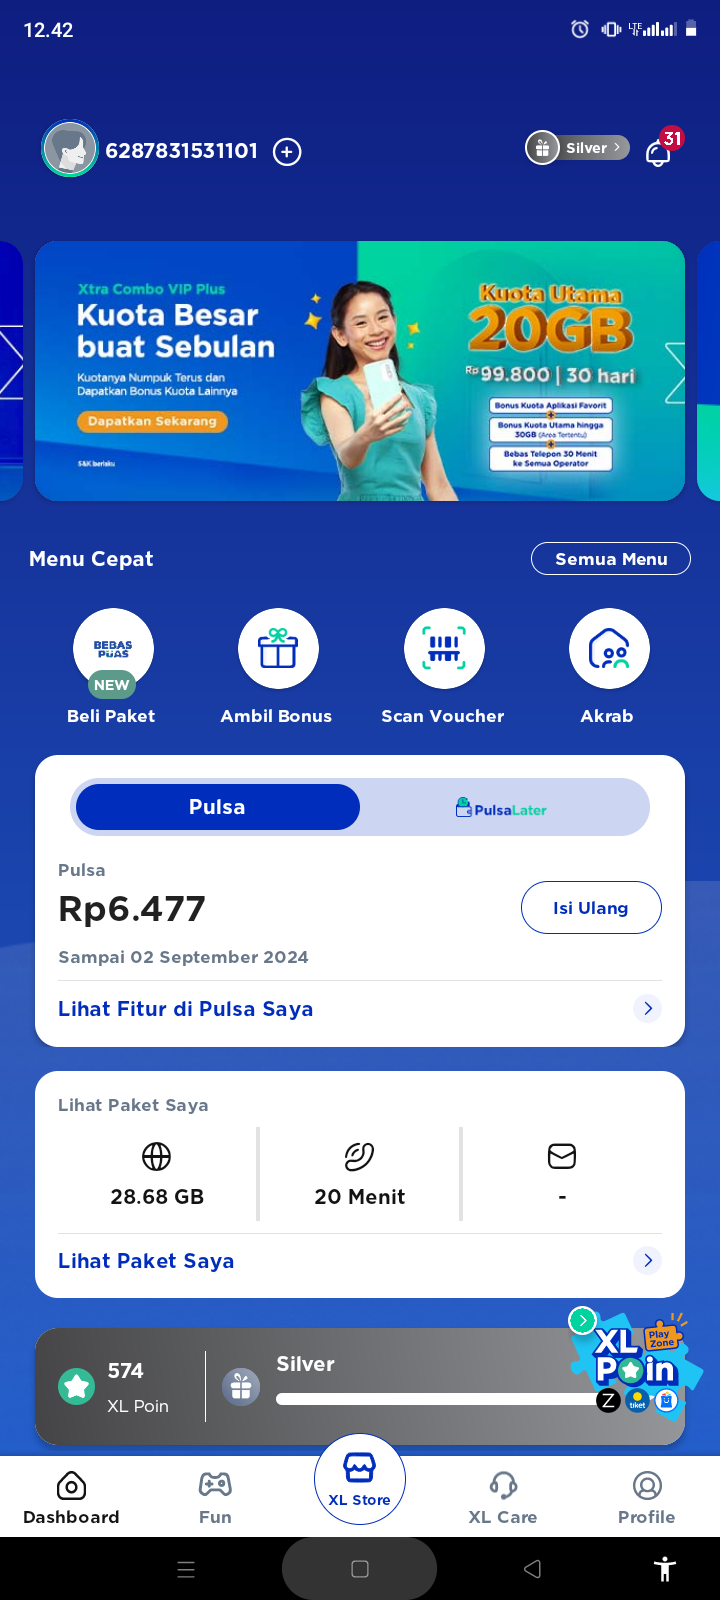 12.42
LTE
6287831531101
Silver
31
Xtra Combo VIP Plus
Kuota Besar
buat Sebulan
Kuotanya Numpuk Terus dan
Dapatkan Bonus Kuota Lainnya
Dapatkan Sekarang
S&K berlaku
Kuota Utama
20GB
Rp99.800 | 30 hari
Bonus Kuota Aplikasi Favorit
Bonus Kuota Utama hingga
30GB (Area Tertentu)
Bebas Telepon 30 Menit
ke Semua Operator
Menu Cepat
Semua Menu
BEBAS
PUAS
NEW
Beli Paket
Ambil Bonus
Scan Voucher
Akrab
Pulsa
PulsaLater
Pulsa
Rp6.477
Isi Ulang
Sampai 02 September 2024
Lihat Fitur di Pulsa Saya
Lihat Paket Saya
28.68 GB
20 Menit
-
Lihat Paket Saya
574
XL Poin
Silver
XL
Play
Zone
Poin
Z
tiket
Dashboard
Fun
XL Store
XL Care
Profile